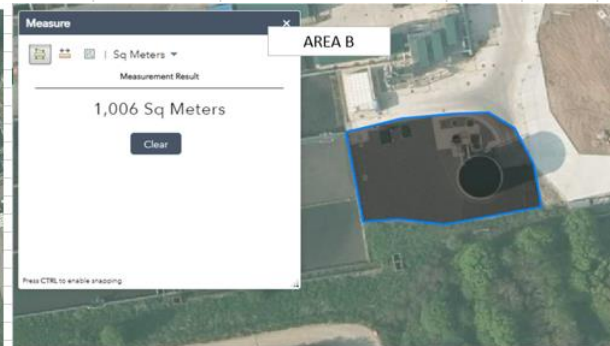 Measure ×
AREA B
| Sq Meters
Measurement Result
1,006 Sq Meters
Clear
Press CTRL to enable snapping